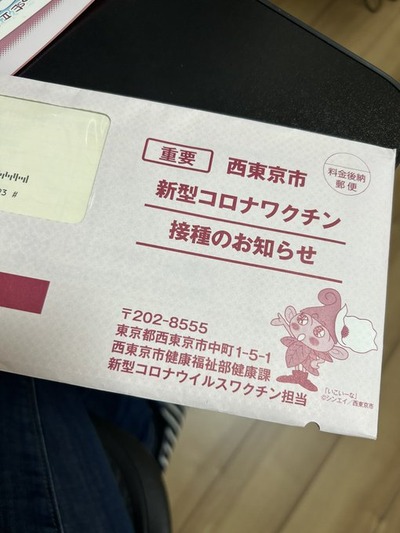 重要
西東京市
料金後納
郵便
新型コロナワクチン
接種のお知らせ
〒202-8555
東京都西東京市中町1-5-1
西東京市健康福祉部健康課
新型コロナウイルスワクチン担当
「いこいーな」
©シンエイ/西東京市